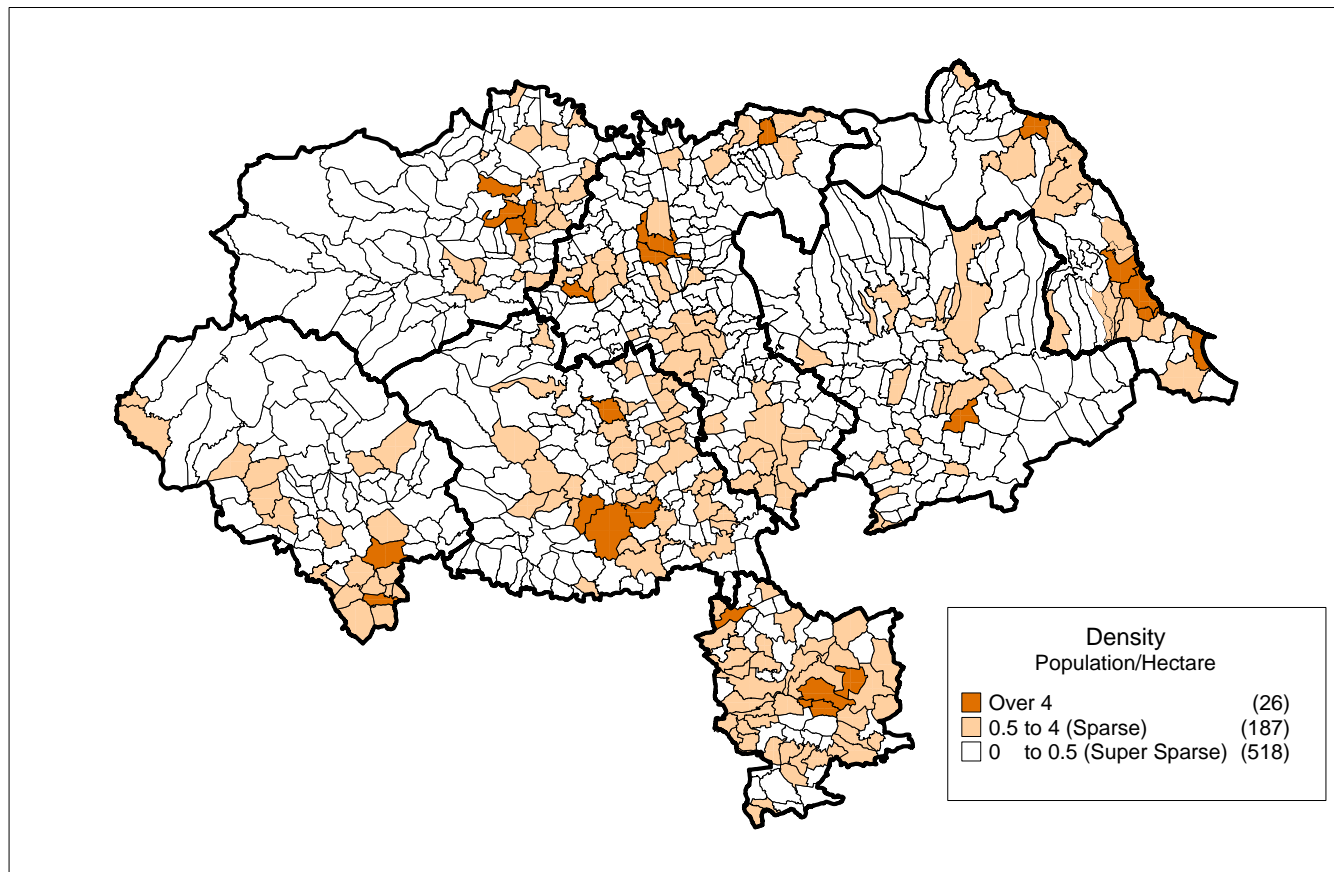 Density
Population/Hectare
Over 4 (26)
0.5 to 4 (Sparse) (187)
0 to 0.5 (Super Sparse) (518)